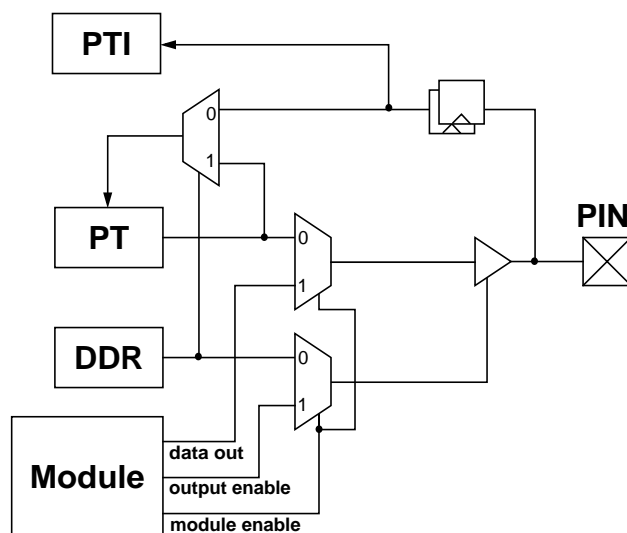 PTI
0
1
PIN
PT
0
1
DDR
0
1
data out
Module
output enable
module enable